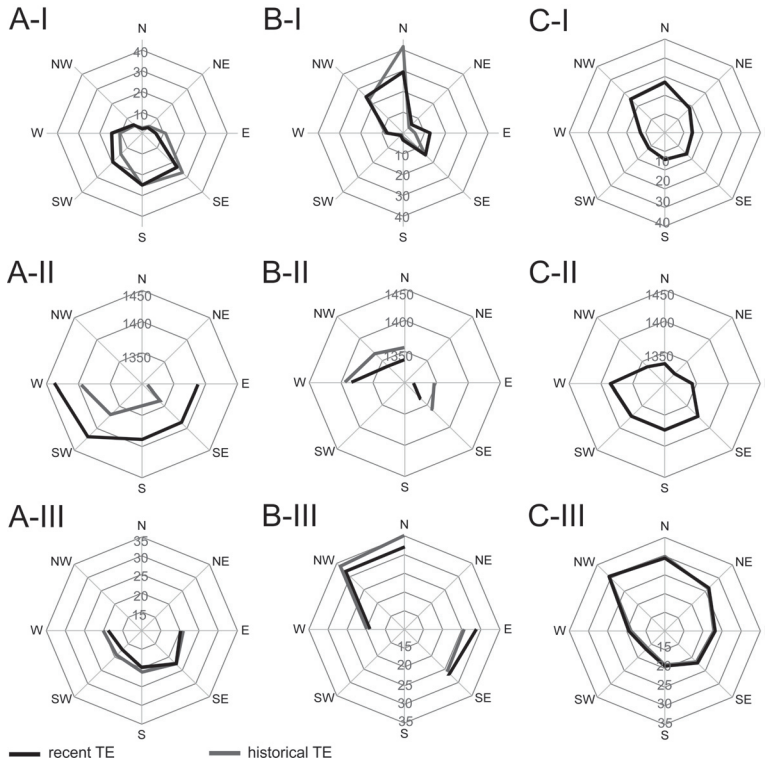 A-I B-I C-I
N N N
NW 40 NE NW NE NW NE
30
20
10
W E W E W E
10 10
20 20
SW SE SW 30 SE SW 30 SE
40 40
S S S
A-II B-II C-II
N N N
1450 1450 1450
NW NE NW NE NW NE
1400 1400 1400
1350 1350 1350
W E W E W E
SW SE SW SE SW SE
S S S
A-III B-III C-III
N N N
35
NW 30 NE NW NE NW NE
25
20
15
W E W E W E
15 15
20 20
25 25
SW SE SW 30 SE SW 30 SE
35 35
S S S
recent TE historical TE